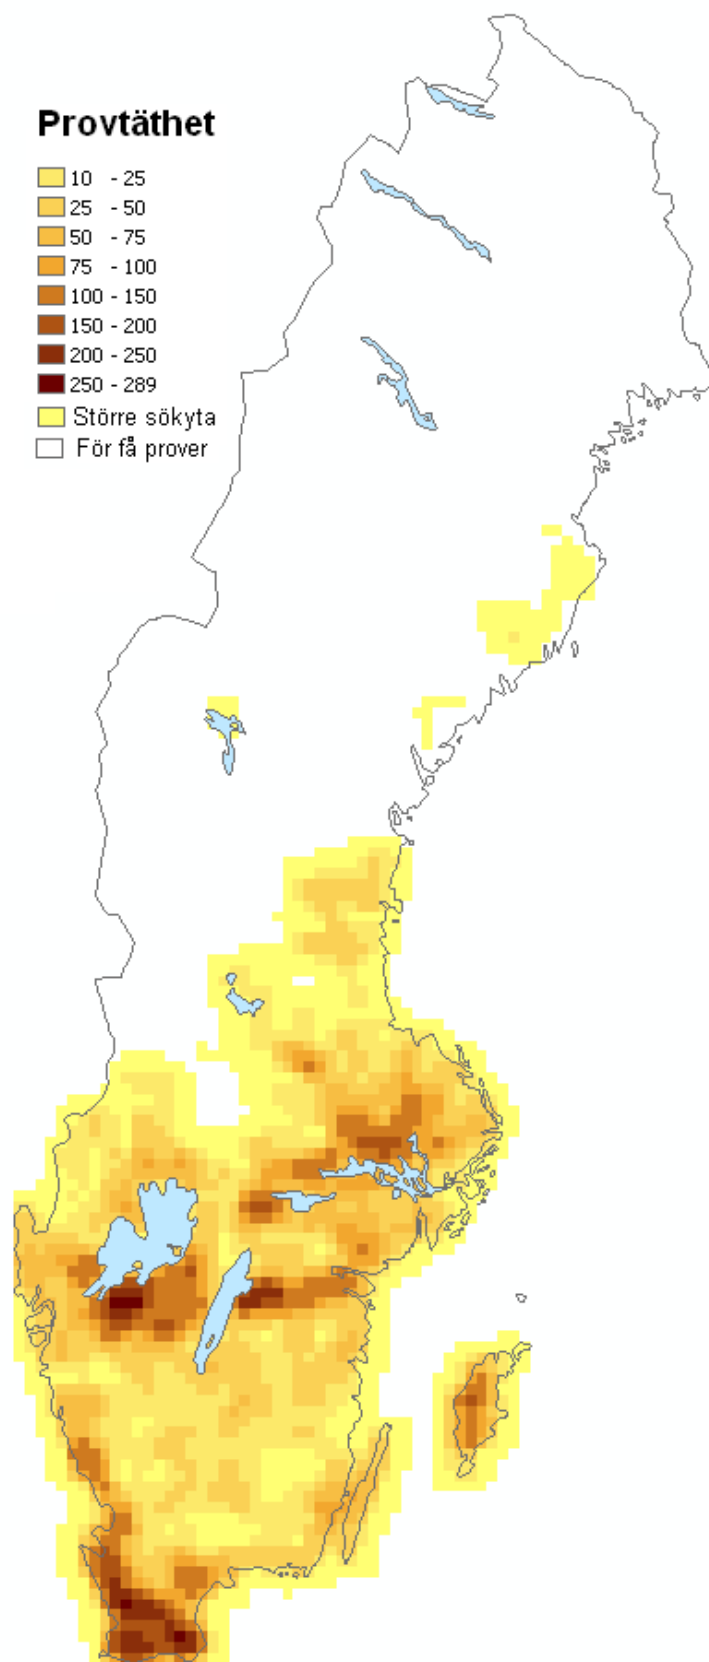 Provtäthet
10 - 25
25 - 50
50 - 75
75 - 100
100 - 150
150 - 200
200 - 250
250 - 289
Större sökyta
För få prover